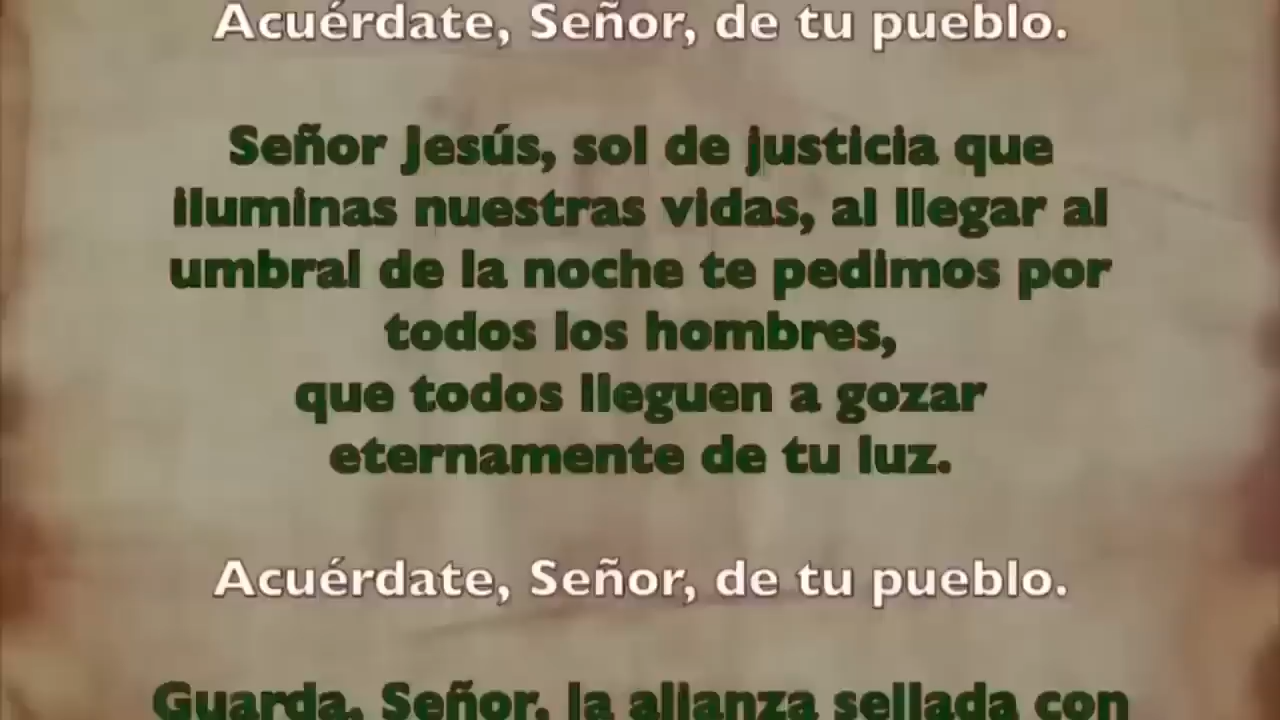 Acuérdate, Señor, de tu pueblo.
Señor Jesús, sol de justicia que
iluminas nuestras vidas, al llegar al
umbral de la noche te pedimos por
todos los hombres,
que todos lleguen a gozar
eternamente de tu luz.
Acuérdate, Señor, de tu pueblo.
Guarda, Señor, la alianza sellada con